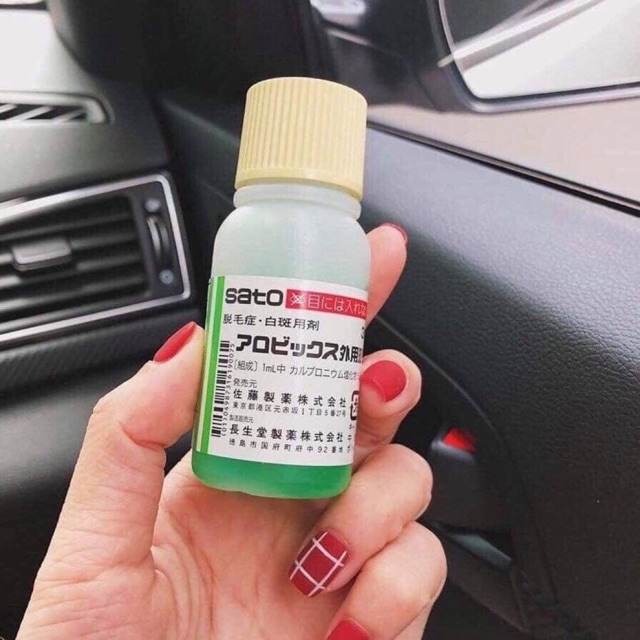 sato 目には入れな
脱毛症・白斑用剤
アロビックス外用
[組成] 1mL中 カルプロニウム塩化
発売元
佐藤製薬株式会社
東京都港区元赤坂1丁目5番27号
製造販売元
長生堂製薬株式会社
徳島市国府町府中92番地